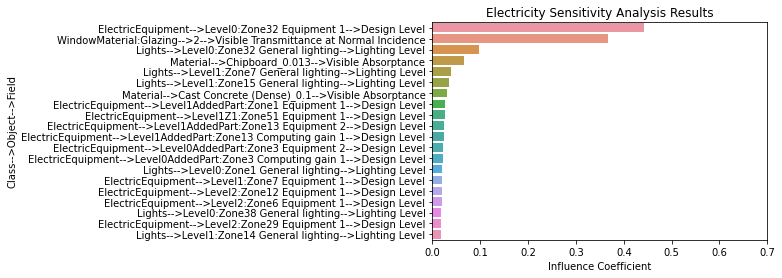 Electricity Sensitivity Analysis Results
ElectricEquipment-->Level0:Zone32 Equipment 1-->Design Level
WindowMaterial:Glazing-->2-->Visible Transmittance at Normal Incidence
Lights-->Level0:Zone32 General lighting-->Lighting Level
Material-->Chipboard_0.013-->Visible Absorptance
Lights-->Level1:Zone7 General lighting-->Lighting Level
Lights-->Level1:Zone15 General lighting-->Lighting Level
Material-->Cast Concrete (Dense)_0.1-->Visible Absorptance
ElectricEquipment-->Level1AddedPart:Zone1 Equipment 1-->Design Level
ElectricEquipment-->Level1Z1:Zone51 Equipment 1-->Design Level
ElectricEquipment-->Level1AddedPart:Zone13 Equipment 2-->Design Level
ElectricEquipment-->Level1AddedPart:Zone13 Computing gain 1-->Design Level
ElectricEquipment-->Level0AddedPart:Zone3 Equipment 2-->Design Level
ElectricEquipment-->Level0AddedPart:Zone3 Computing gain 1-->Design Level
Lights-->Level0:Zone1 General lighting-->Lighting Level
ElectricEquipment-->Level1:Zone7 Equipment 1-->Design Level
ElectricEquipment-->Level2:Zone12 Equipment 1-->Design Level
ElectricEquipment-->Level2:Zone6 Equipment 1-->Design Level
Lights-->Level0:Zone38 General lighting-->Lighting Level
ElectricEquipment-->Level2:Zone29 Equipment 1-->Design Level
Lights-->Level1:Zone14 General lighting-->Lighting Level
Class-->Object-->Field
0.0 0.1 0.2 0.3 0.4 0.5 0.6 0.7
Influence Coefficient